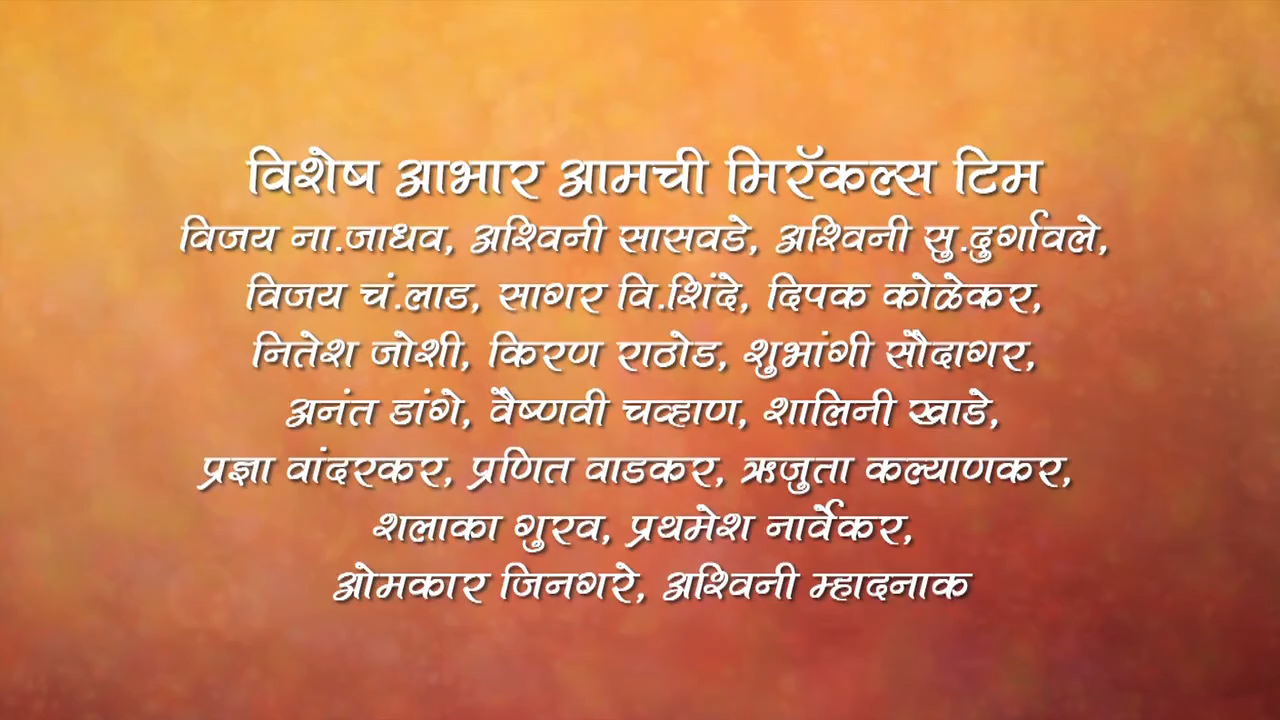 विशेष आभार आमची मिरॅकल्स टिम
विजय ना.जाधव, अश्विनी सासवडे, अश्विनी सु.दुर्गावले,
विजय चं.लाड, सागर वि.शिंदे, दिपक कोळेकर,
नितेश जोशी, किरण राठोड, शुभांगी सौदागर,
अनंत डांगे, वैष्णवी चव्हाण, शालिनी खाडे,
प्रज्ञा वांदरकर, प्रणित वाडकर, ऋजुता कल्याणकर,
शलाका गुरव, प्रथमेश नार्वेकर,
ओमकार जिनगरे, अश्विनी म्हादनाक